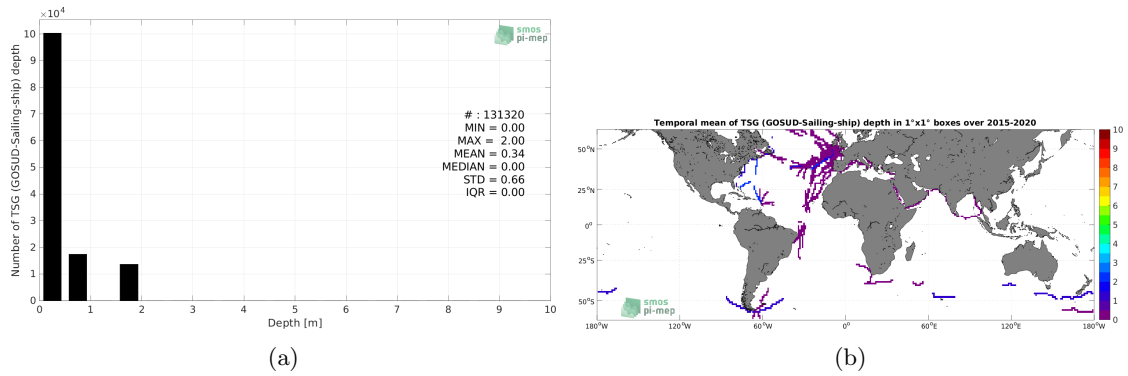 ×10⁴
10
9
8
7
6
5
4
3
2
1
0
Number of TSG (GOSUD-Sailing-ship) depth
smos
pi-mep
# : 131320
MIN = 0.00
MAX = 2.00
MEAN = 0.34
MEDIAN = 0.00
STD = 0.66
IQR = 0.00
0 1 2 3 4 5 6 7 8 9 10
Depth [m]
(a)
Temporal mean of TSG (GOSUD-Sailing-ship) depth in 1°x1° boxes over 2015-2020
50°N
25°N
0°
25°S
50°S
smos
pi-mep
180°W 120°W 60°W 0° 60°E 120°E 180°W
10
9
8
7
6
5
4
3
2
1
0
(b)